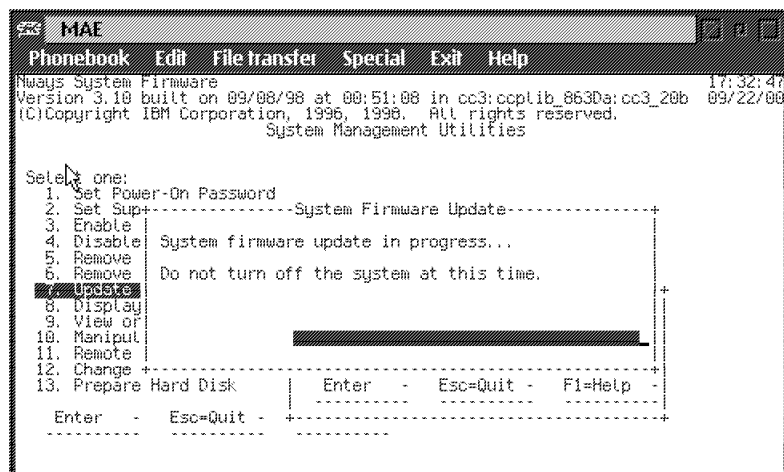 MAE
Phonebook Edit File transfer Special Exit Help
Nways System Firmware 17:32:47
Version 3.10 built on 09/08/98 at 00:51:08 in cc3:ccplib_863Da:cc3_20b 09/22/00
(C)Copyright IBM Corporation, 1996, 1998. All rights reserved.
System Management Utilities
Select one:
1. Set Power-On Password
2. Set Sup
System Firmware Update
3. Enable
4. Disable System firmware update in progress...
5. Remove
6. Remove Do not turn off the system at this time.
7. Update
8. Display
9. View or
10. Manipul
11. Remote
12. Change
13. Prepare Hard Disk Enter - Esc=Quit - F1=Help -
Enter - Esc=Quit -